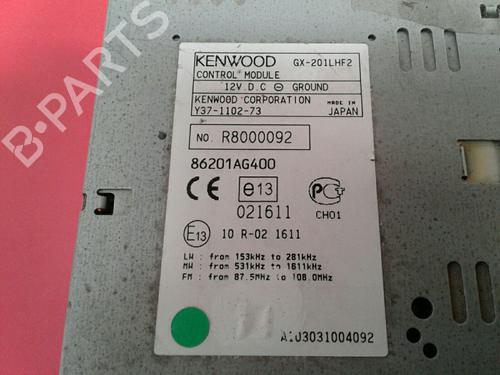 KENWOOD GX-201LHF2
CONTROL MODULE
12V D.C ⊖ GROUND
KENWOOD CORPORATION MADE IN
Y37-1102-73 JAPAN
NO. R8000092
86201AG400
CE e13 PCT
021611 CH01
E13 10 R-02 1611
LW : from 153kHz to 281kHz
MW : from 531kHz to 1611kHz
FM : from 87.5MHz to 108.0MHz
A103031004092
B-PARTS